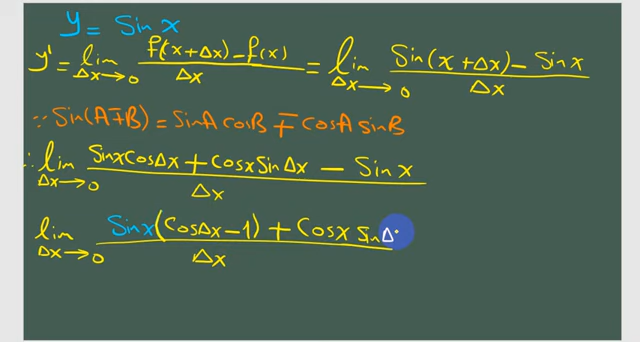 y = Sin x
y' = lim Δx→0 f(x+Δx) - f(x) / Δx = lim Δx→0 Sin(x+Δx) - Sin x / Δx
∵ Sin(A∓B) = SinA cosB ∓ CosA sinB
∴ lim Δx→0 Sinx CosΔx + Cosx SinΔx - Sin x / Δx
lim Δx→0 Sinx (CosΔx - 1) + Cosx SinΔ / Δx